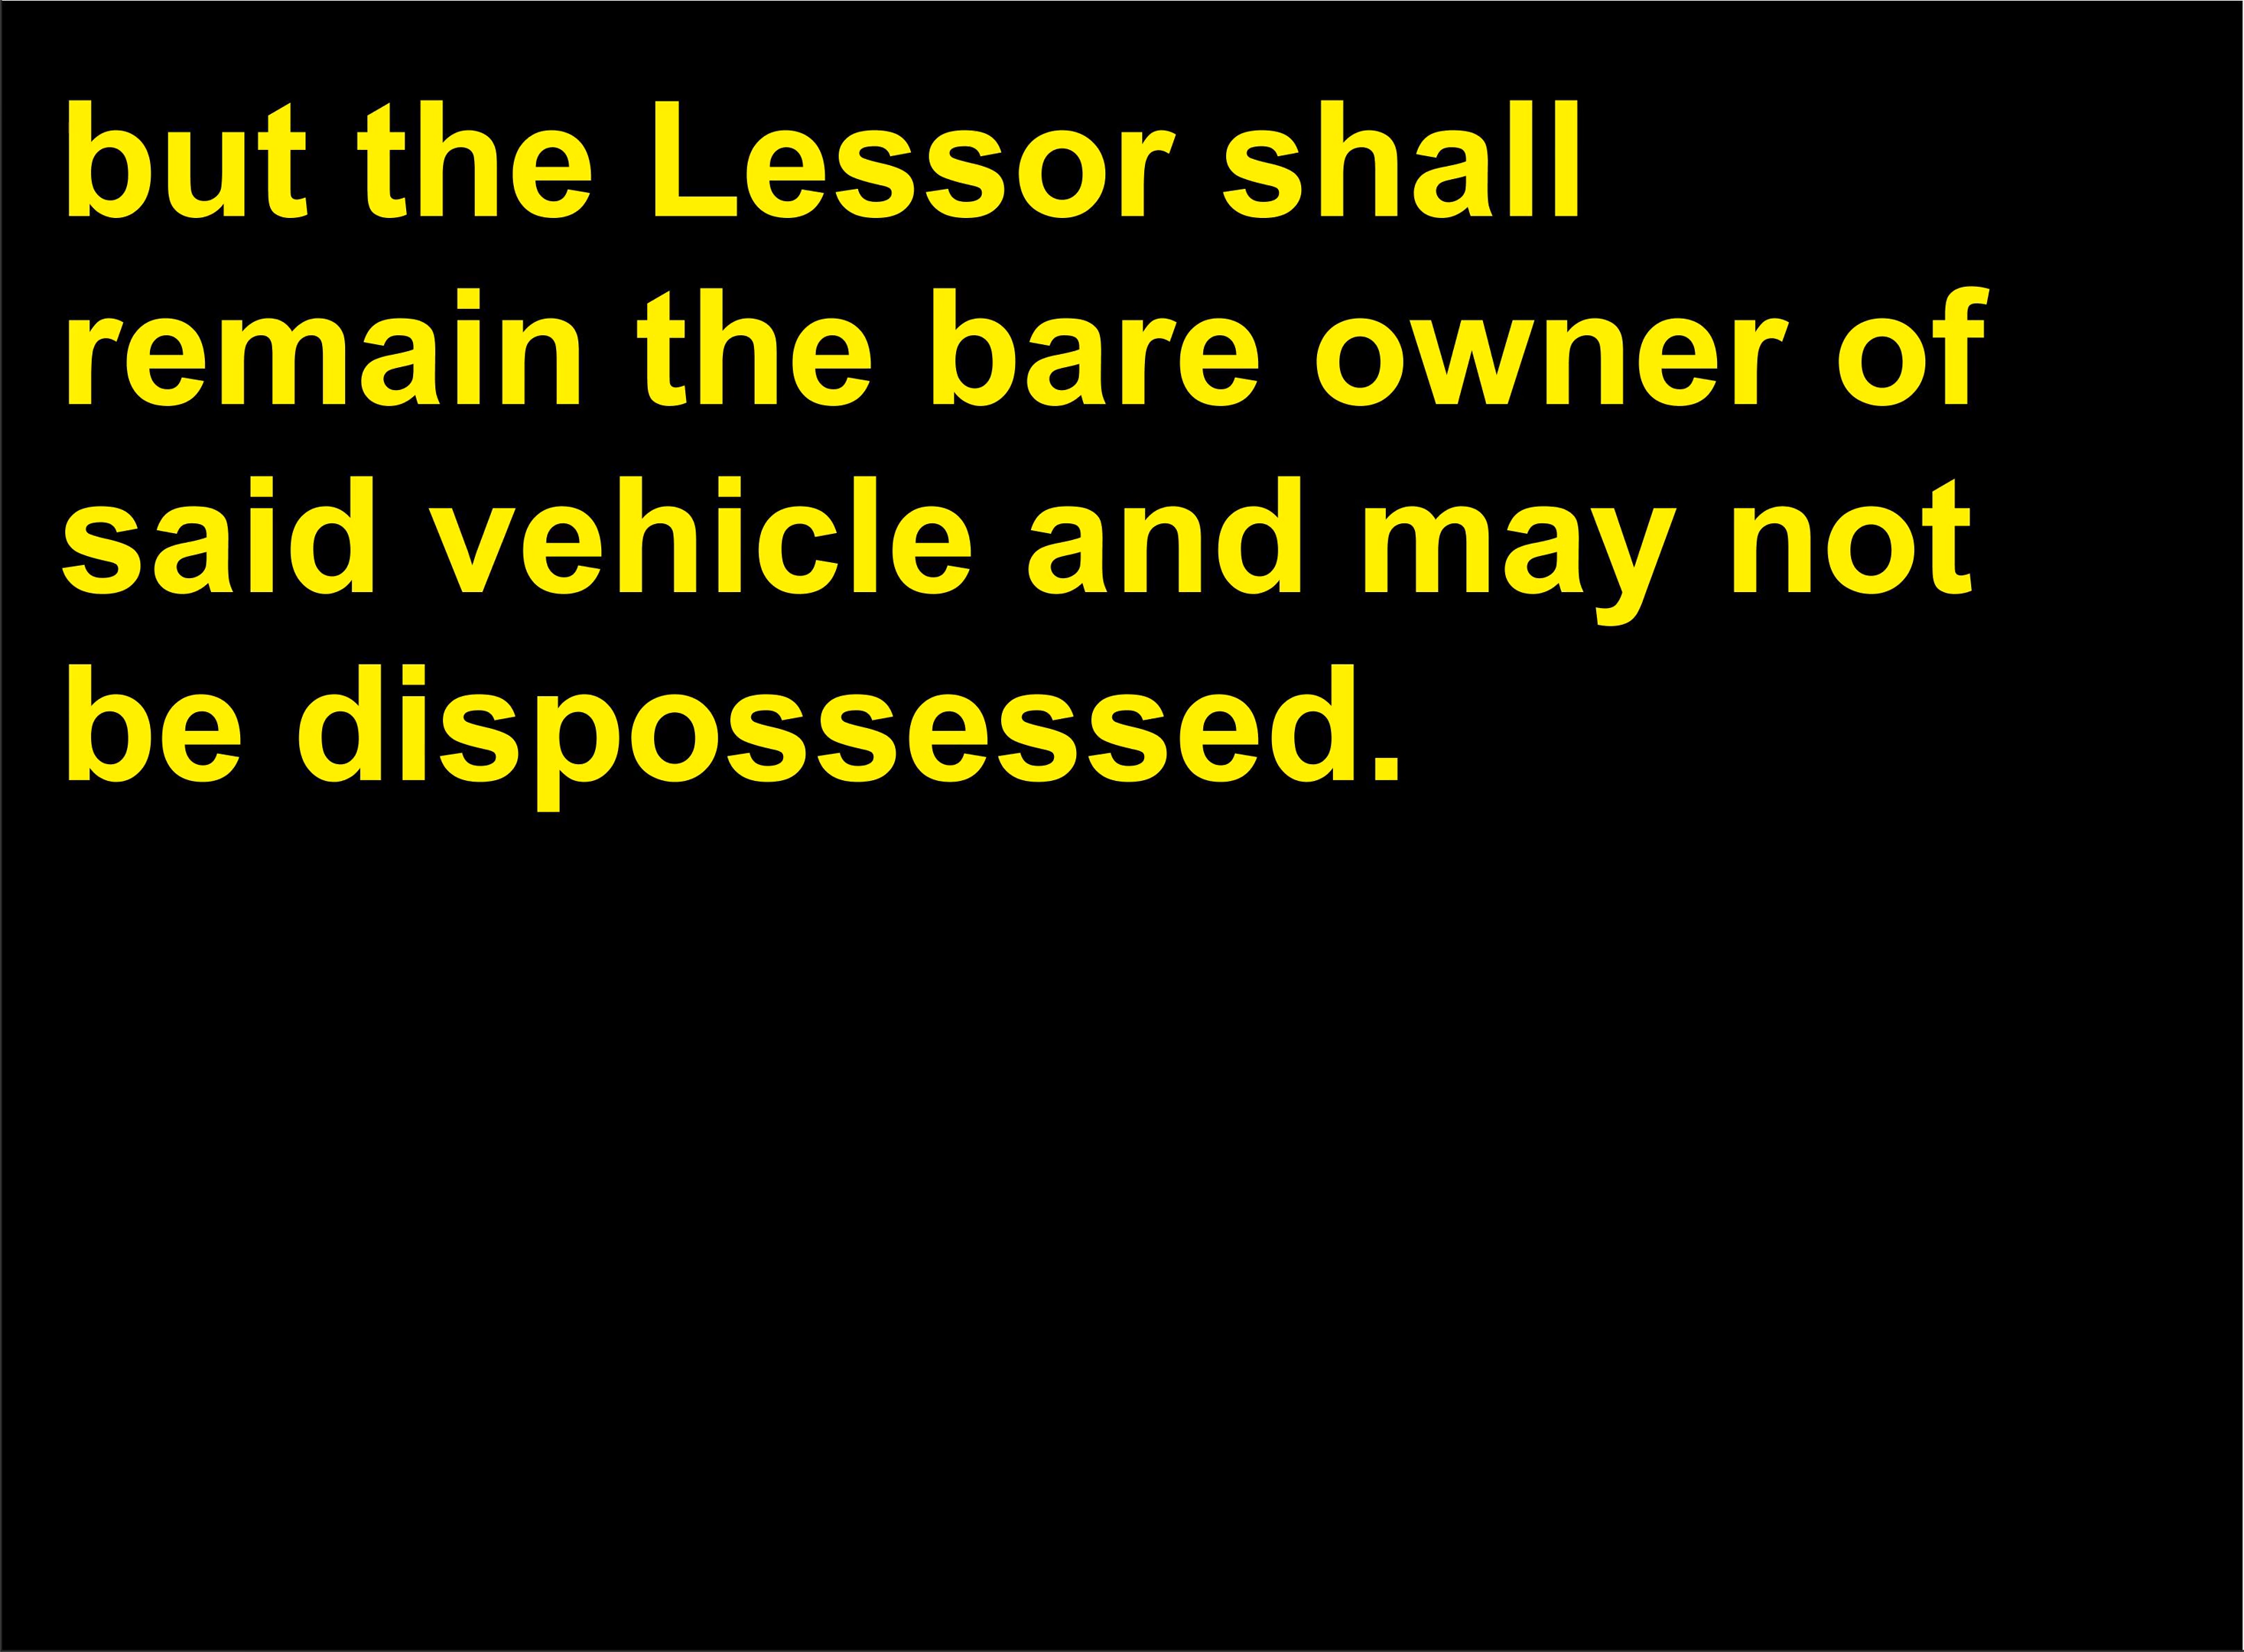 but the Lessor shall
remain the bare owner of
said vehicle and may not
be dispossessed.